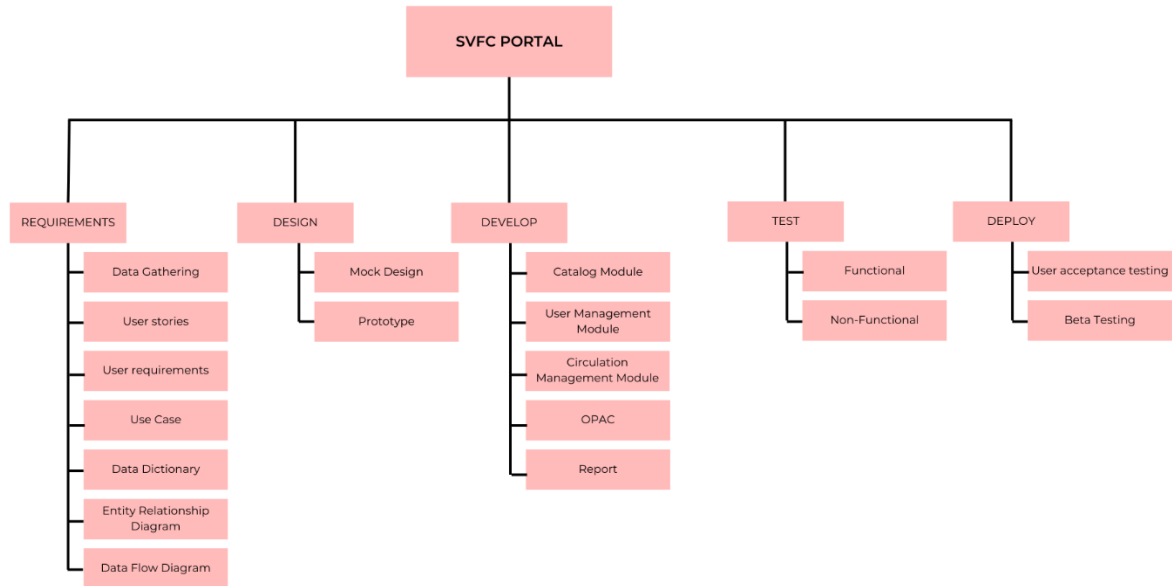 SVFC PORTAL
REQUIREMENTS
Data Gathering
User stories
User requirements
Use Case
Data Dictionary
Entity Relationship
Diagram
Data Flow Diagram
DESIGN
Mock Design
Prototype
DEVELOP
Catalog Module
User Management
Module
Circulation
Management Module
OPAC
Report
TEST
Functional
Non-Functional
DEPLOY
User acceptance testing
Beta Testing